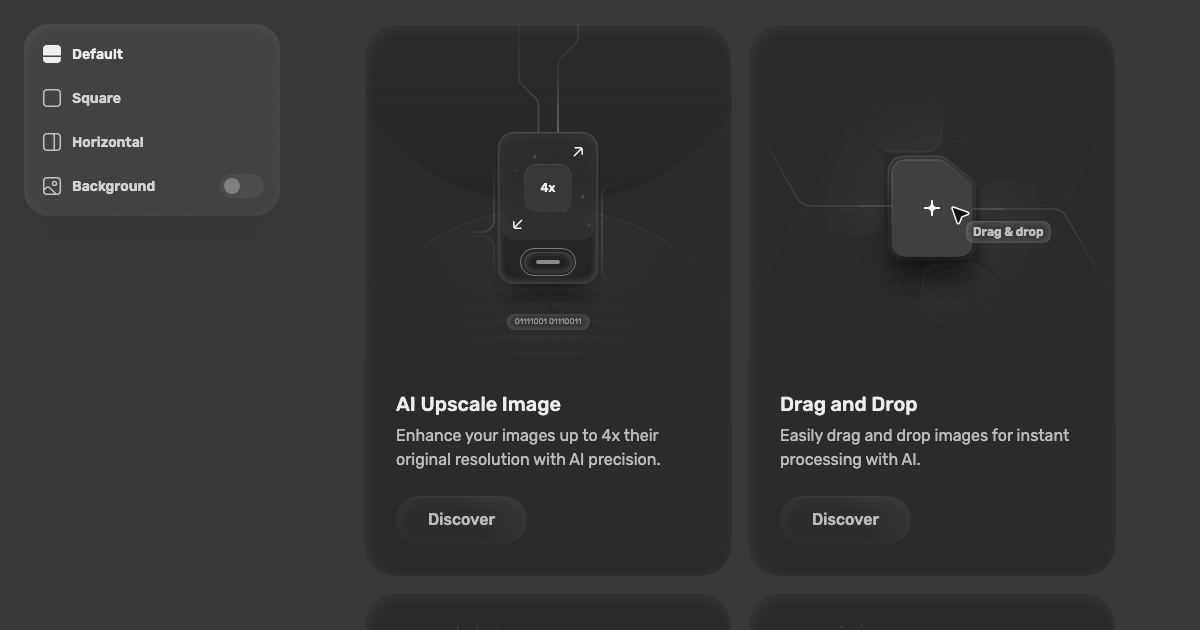 Default
Square
Horizontal
Background
4x
01111001 01110011
AI Upscale Image
Enhance your images up to 4x their
original resolution with AI precision.
Discover
Drag & drop
Drag and Drop
Easily drag and drop images for instant
processing with AI.
Discover